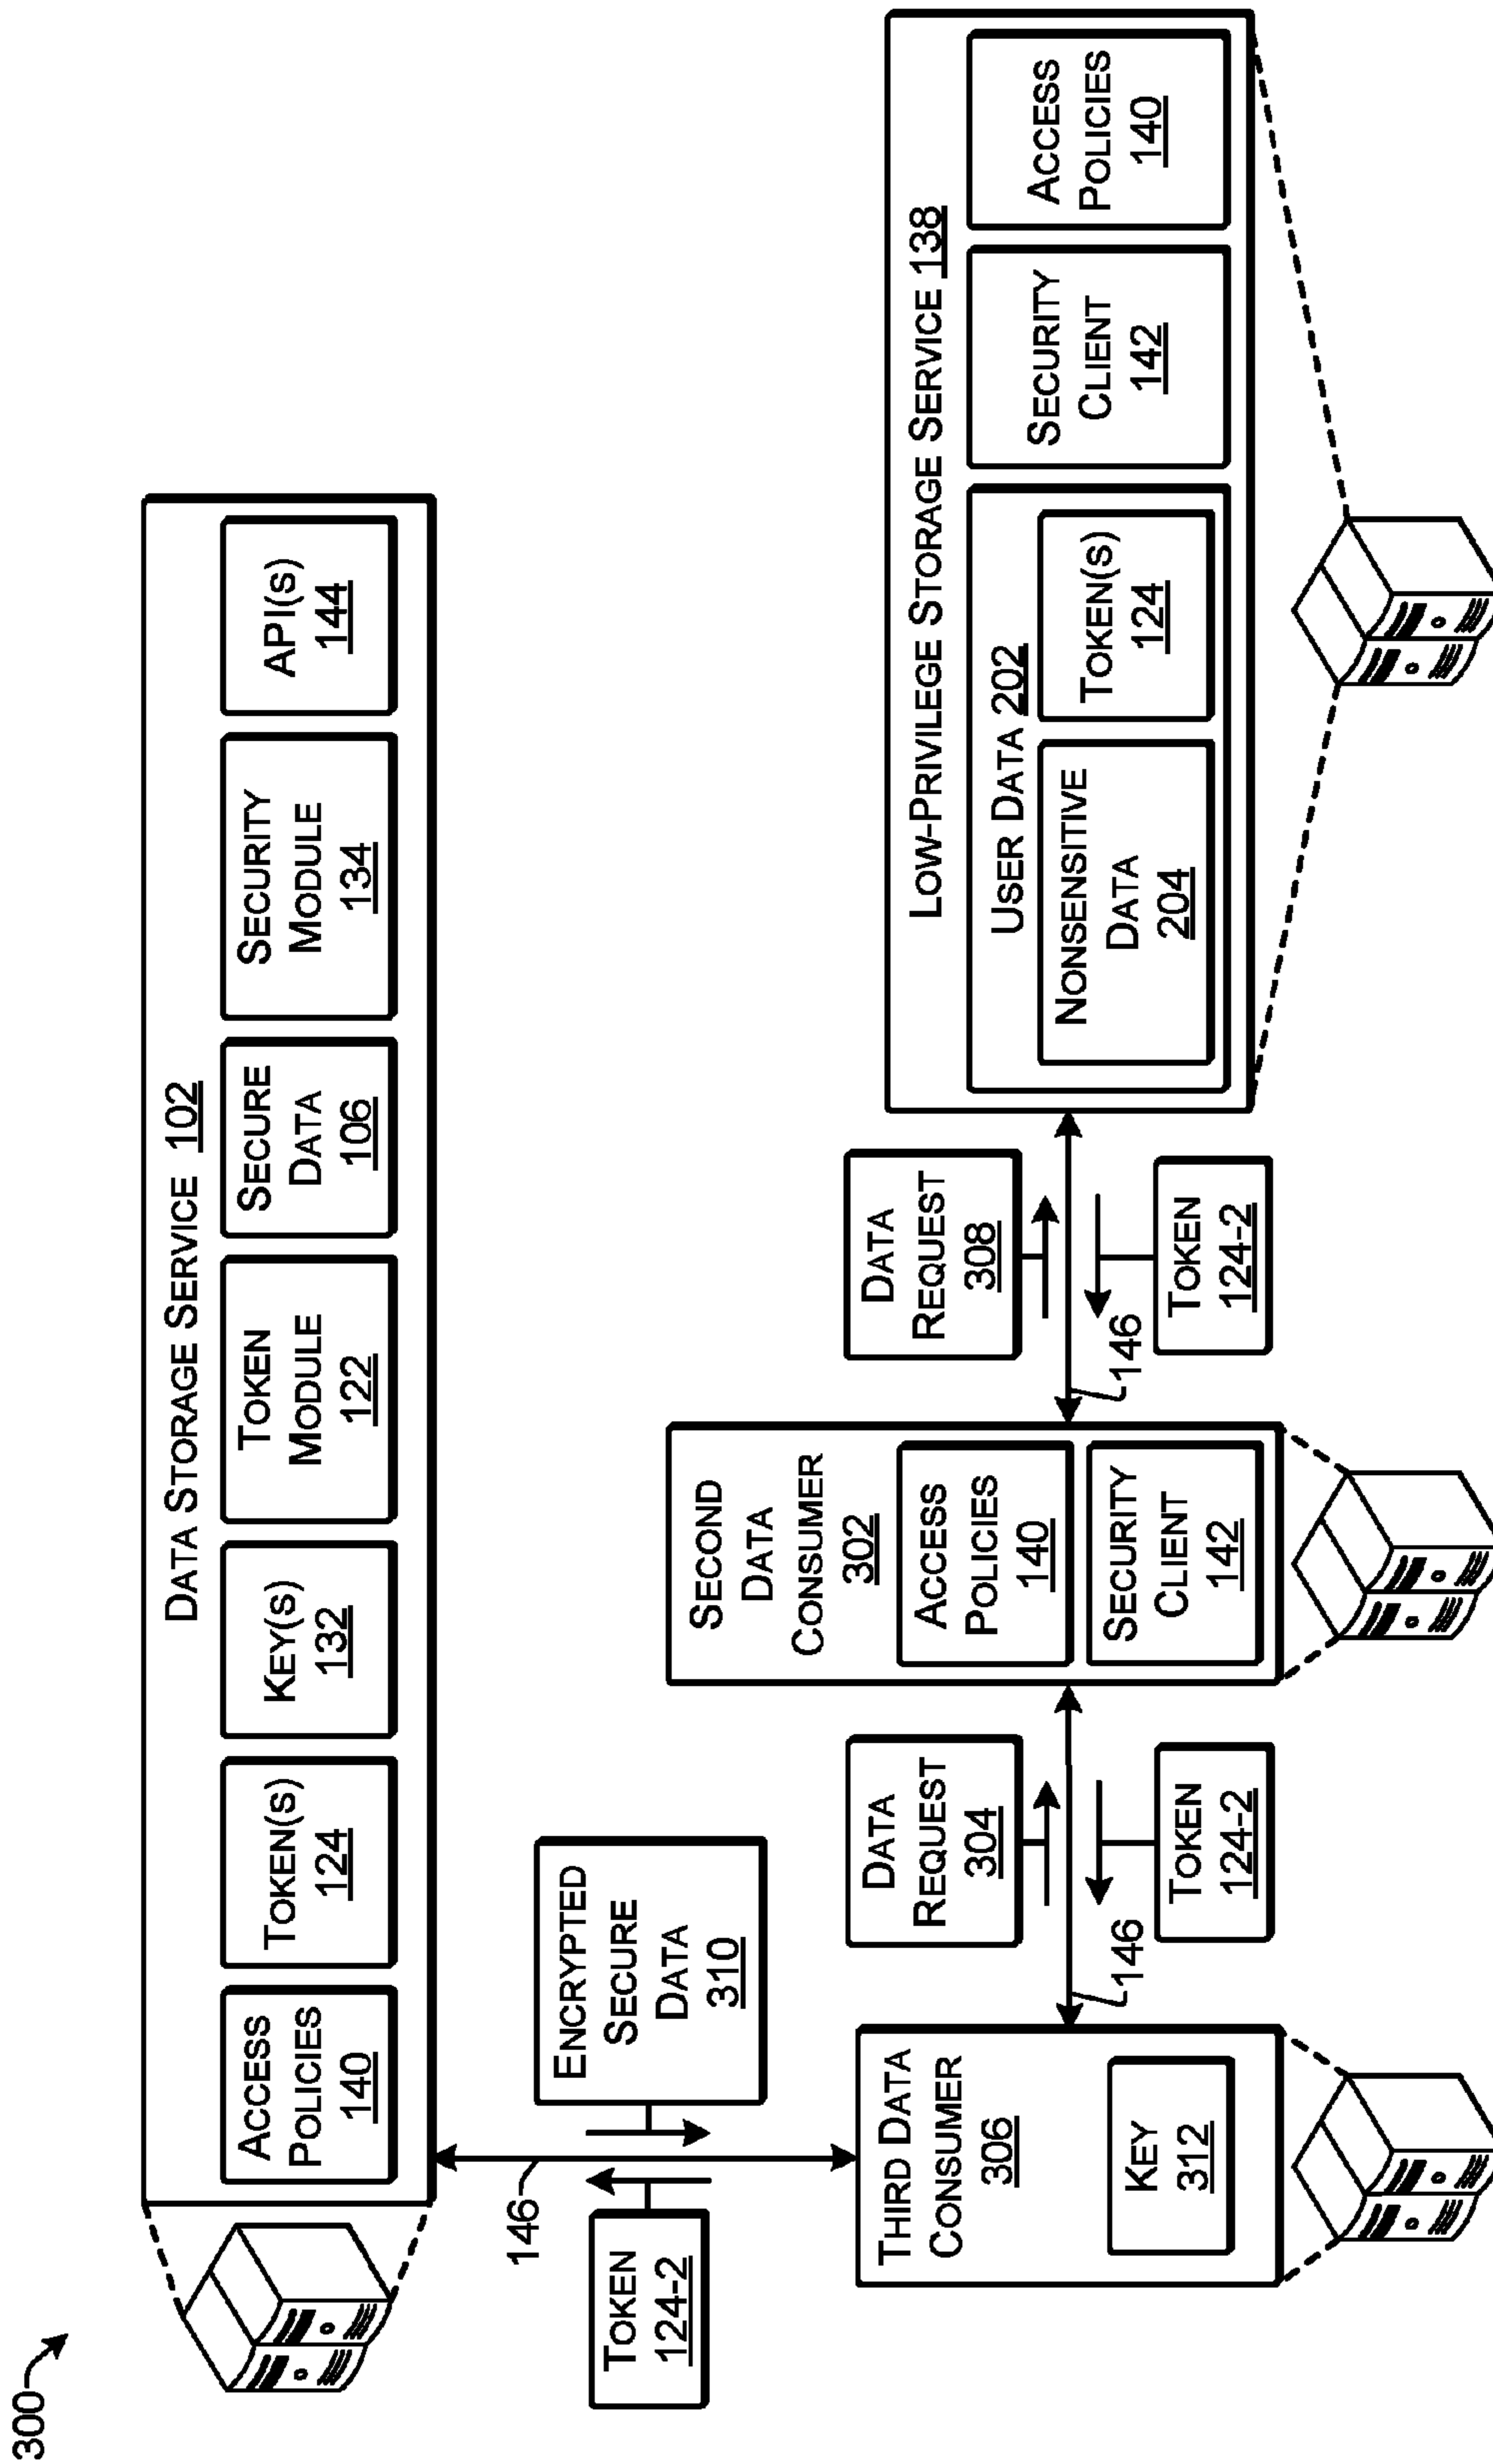 300
DATA STORAGE SERVICE 102
ACCESS
POLICIES
140
TOKEN(S)
124
KEY(S)
132
TOKEN
MODULE
122
SECURE
DATA
106
SECURITY
MODULE
134
API(S)
144
146
TOKEN
124-2
ENCRYPTED
SECURE
DATA
310
THIRD DATA
CONSUMER
306
KEY
312
DATA
REQUEST
304
146
TOKEN
124-2
SECOND
DATA
CONSUMER
302
ACCESS
POLICIES
140
SECURITY
CLIENT
142
DATA
REQUEST
308
146
TOKEN
124-2
LOW-PRIVILEGE STORAGE SERVICE 138
USER DATA 202
NONSENSITIVE
DATA
204
TOKEN(S)
124
SECURITY
CLIENT
142
ACCESS
POLICIES
140